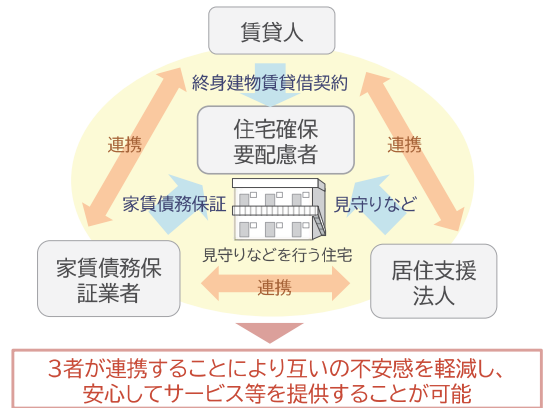 賃貸人
終身建物賃貸借契約
連携
連携
住宅確保
要配慮者
家賃債務保証
見守りなど
見守りなどを行う住宅
家賃債務保
証業者
連携
居住支援
法人
３者が連携することにより互いの不安感を軽減し、
安心してサービス等を提供することが可能